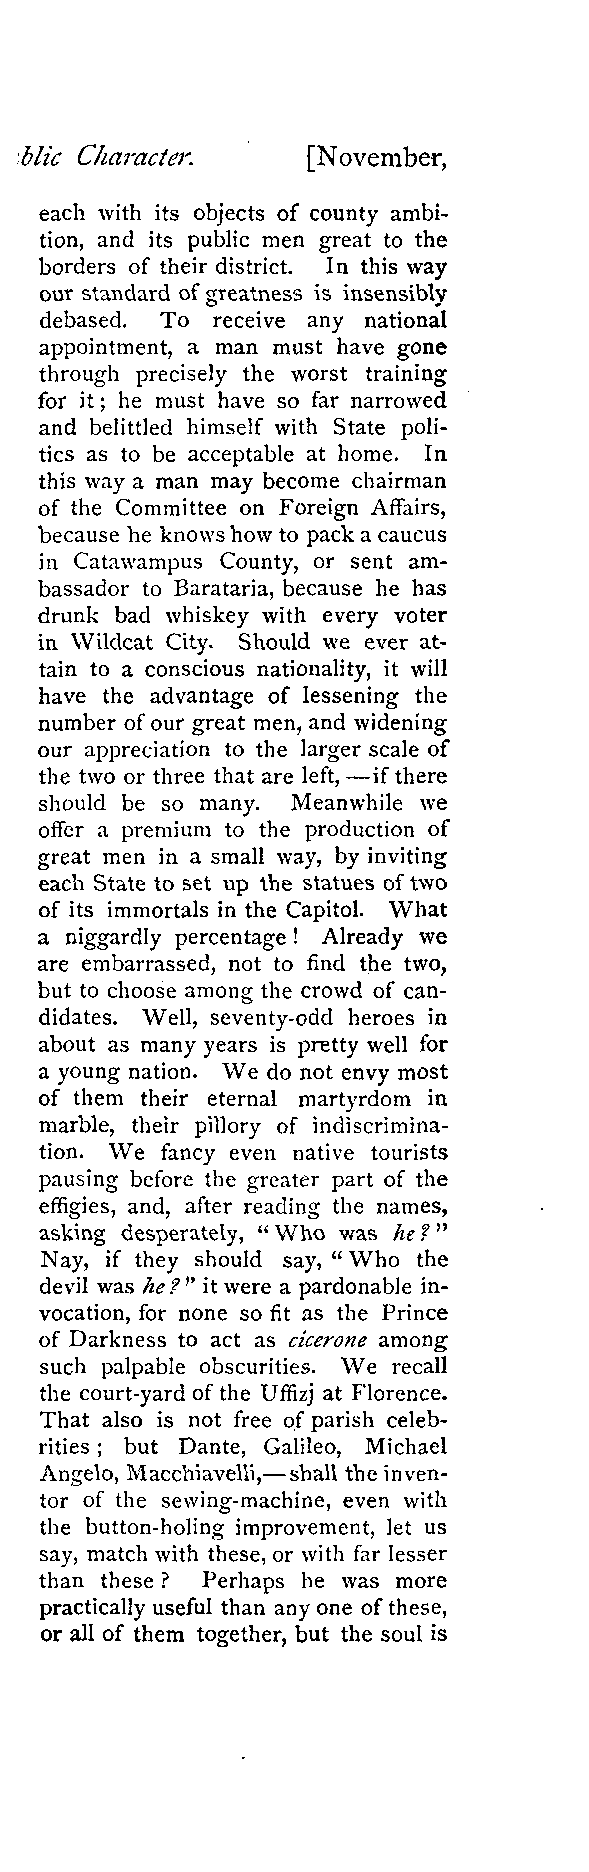 blic Character. [November,
each with its objects of county ambi-
tion, and its public men great to the
borders of their district. In this way
our standard of greatness is insensibly
debased. To receive any national
appointment, a man must have gone
through precisely the worst training
for it; he must have so far narrowed
and belittled himself with State poli-
tics as to be acceptable at home. In
this way a man may become chairman
of the Committee on Foreign Affairs,
because he knows how to pack a caucus
in Catawampus County, or sent am-
bassador to Barataria, because he has
drunk bad whiskey with every voter
in Wildcat City. Should we ever at-
tain to a conscious nationality, it will
have the advantage of lessening the
number of our great men, and widening
our appreciation to the larger scale of
the two or three that are left, — if there
should be so many. Meanwhile we
offer a premium to the production of
great men in a small way, by inviting
each State to set up the statues of two
of its immortals in the Capitol. What
a niggardly percentage! Already we
are embarrassed, not to find the two,
but to choose among the crowd of can-
didates. Well, seventy-odd heroes in
about as many years is pretty well for
a young nation. We do not envy most
of them their eternal martyrdom in
marble, their pillory of indiscrimina-
tion. We fancy even native tourists
pausing before the greater part of the
effigies, and, after reading the names,
asking desperately, "Who was he?"
Nay, if they should say, "Who the
devil was he?" it were a pardonable in-
vocation, for none so fit as the Prince
of Darkness to act as cicerone among
such palpable obscurities. We recall
the court-yard of the Uffizj at Florence.
That also is not free of parish celeb-
rities; but Dante, Galileo, Michael
Angelo, Macchiavelli,—shall the inven-
tor of the sewing-machine, even with
the button-holing improvement, let us
say, match with these, or with far lesser
than these? Perhaps he was more
practically useful than any one of these,
or all of them together, but the soul is